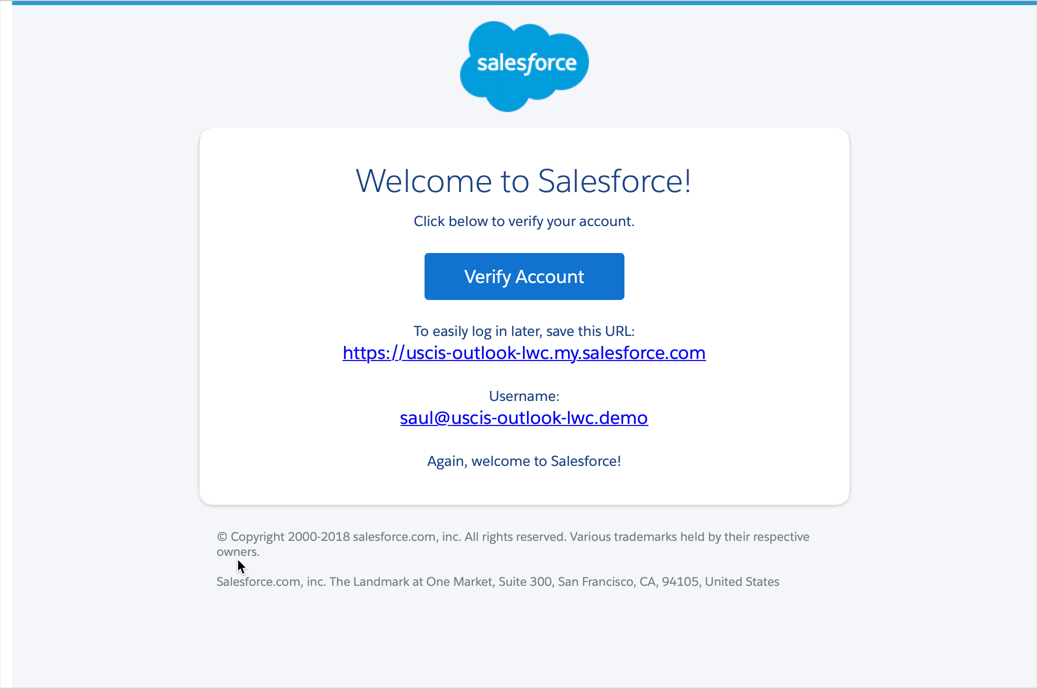 salesforce
Welcome to Salesforce!
Click below to verify your account.
Verify Account
To easily log in later, save this URL:
https://uscis-outlook-lwc.my.salesforce.com
Username:
saul@uscis-outlook-lwc.demo
Again, welcome to Salesforce!
© Copyright 2000-2018 salesforce.com, inc. All rights reserved. Various trademarks held by their respective
owners.
Salesforce.com, inc. The Landmark at One Market, Suite 300, San Francisco, CA, 94105, United States